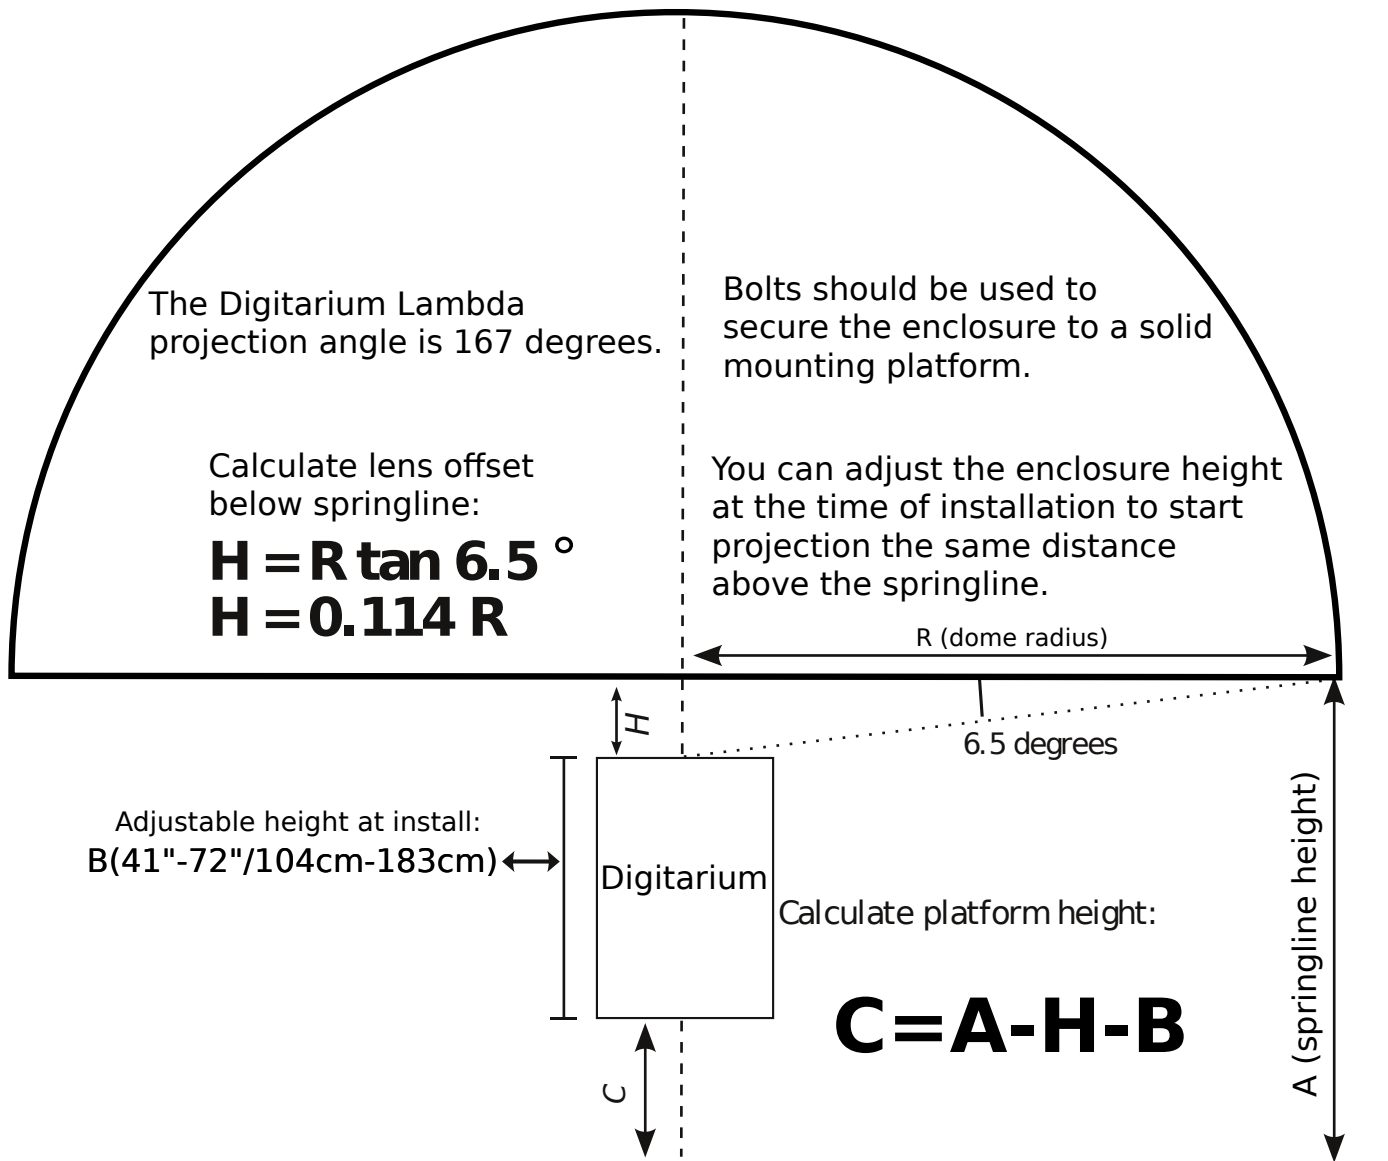 The Digitarium Lambda
projection angle is 167 degrees.
Bolts should be used to
secure the enclosure to a solid
mounting platform.
Calculate lens offset
below springline:
H = R tan 6.5 °
H = 0.114 R
You can adjust the enclosure height
at the time of installation to start
projection the same distance
above the springline.
R (dome radius)
H
6.5 degrees
Adjustable height at install:
B(41"-72"/104cm-183cm)
Digitarium
Calculate platform height:
C=A-H-B
A (springline height)
C